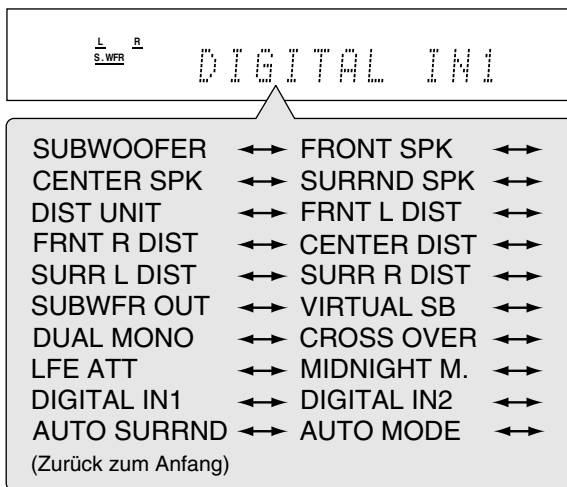 L R
S.WFR
DIGITAL IN1
SUBWOOFER ↔ FRONT SPK ↔
CENTER SPK ↔ SURRND SPK ↔
DIST UNIT ↔ FRNT L DIST ↔
FRNT R DIST ↔ CENTER DIST ↔
SURR L DIST ↔ SURR R DIST ↔
SUBWFR OUT ↔ VIRTUAL SB ↔
DUAL MONO ↔ CROSS OVER ↔
LFE ATT ↔ MIDNIGHT M. ↔
DIGITAL IN1 ↔ DIGITAL IN2 ↔
AUTO SURRND ↔ AUTO MODE ↔
(Zurück zum Anfang)